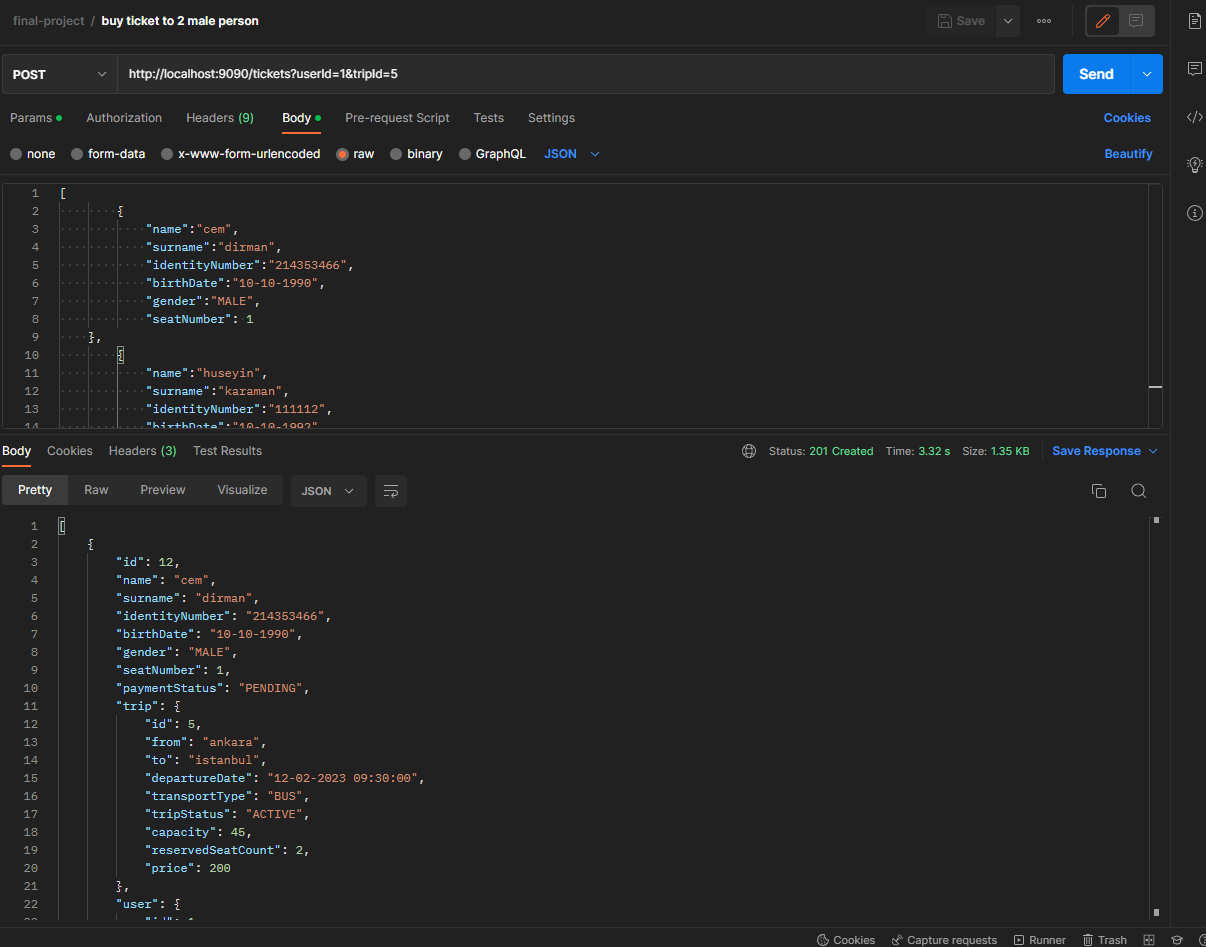 final-project / buy ticket to 2 male person
Save
POST http://localhost:9090/tickets?userId=1&tripId=5 Send
Params Authorization Headers (9) Body Pre-request Script Tests Settings Cookies
none form-data x-www-form-urlencoded raw binary GraphQL JSON Beautify
1 [
2 {
3 "name":"cem",
4 "surname":"dirman",
5 "identityNumber":"214353466",
6 "birthDate":"10-10-1990",
7 "gender":"MALE",
8 "seatNumber": 1
9 },
10 {
11 "name":"huseyin",
12 "surname":"karaman",
13 "identityNumber":"111112",
14 "birthDate":"10-10-1992"
Body Cookies Headers (3) Test Results Status: 201 Created Time: 3.32 s Size: 1.35 KB Save Response
Pretty Raw Preview Visualize JSON
1 [
2 {
3 "id": 12,
4 "name": "cem",
5 "surname": "dirman",
6 "identityNumber": "214353466",
7 "birthDate": "10-10-1990",
8 "gender": "MALE",
9 "seatNumber": 1,
10 "paymentStatus": "PENDING",
11 "trip": {
12 "id": 5,
13 "from": "ankara",
14 "to": "istanbul",
15 "departureDate": "12-02-2023 09:30:00",
16 "transportType": "BUS",
17 "tripStatus": "ACTIVE",
18 "capacity": 45,
19 "reservedSeatCount": 2,
20 "price": 200
21 },
22 "user": {
Cookies Capture requests Runner Trash